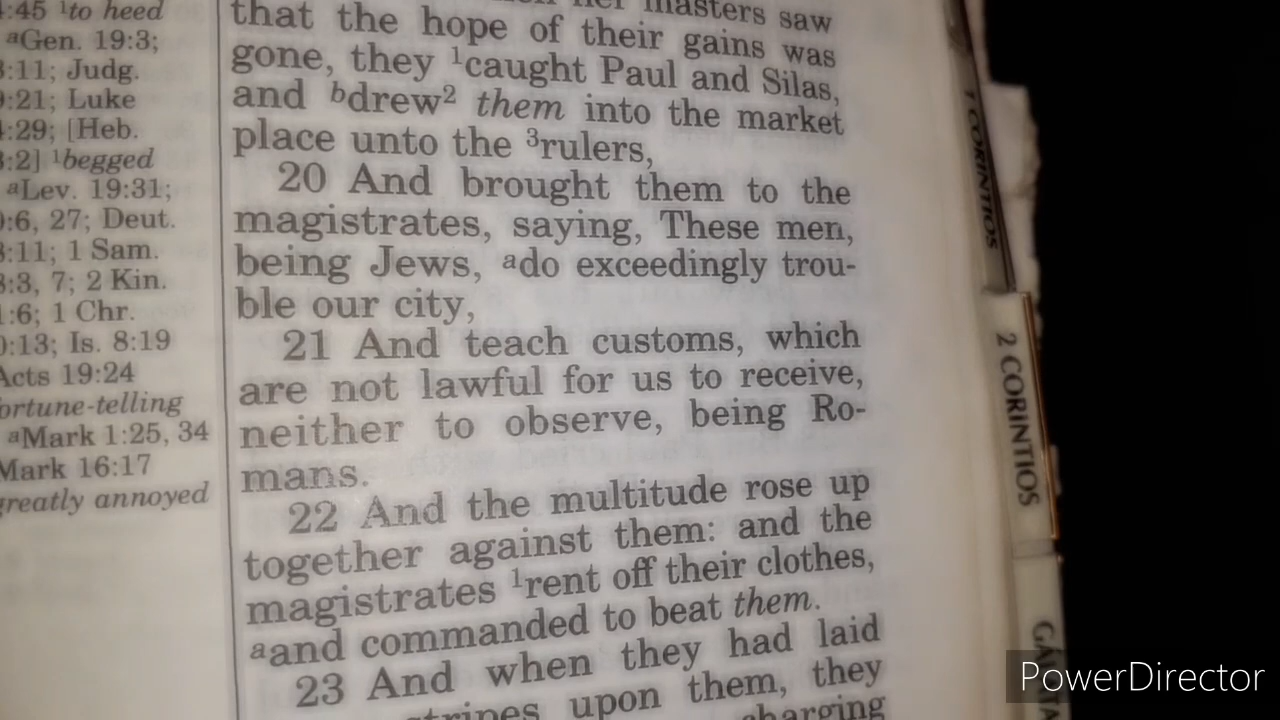 :45 ¹to heed
ᵃGen. 19:3;
:11; Judg.
:21; Luke
:29; [Heb.
:2] ¹begged
ᵃLev. 19:31;
:6, 27; Deut.
:11; 1 Sam.
:3, 7; 2 Kin.
:6; 1 Chr.
:13; Is. 8:19
Acts 19:24
fortune-telling
ᵃMark 1:25, 34
Mark 16:17
greatly annoyed
masters saw
that the hope of their gains was
gone, they ¹caught Paul and Silas,
and ᵇdrew² them into the market
place unto the ³rulers,
20 And brought them to the
magistrates, saying, These men,
being Jews, ᵃdo exceedingly trou-
ble our city,
21 And teach customs, which
are not lawful for us to receive,
neither to observe, being Ro-
mans.
22 And the multitude rose up
together against them: and the
magistrates ¹rent off their clothes,
ᵃand commanded to beat them.
23 And when they had laid
stripes upon them, they
charging
1 CORINTIOS
2 CORINTIOS
PowerDirector